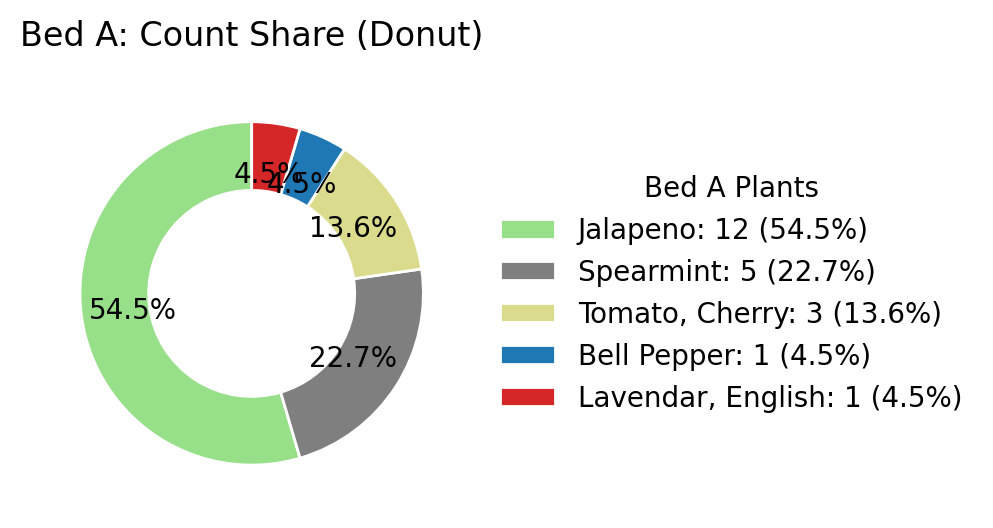 Bed A: Count Share (Donut)
4.5%
4.5%
13.6%
54.5%
22.7%
Bed A Plants
Jalapeno: 12 (54.5%)
Spearmint: 5 (22.7%)
Tomato, Cherry: 3 (13.6%)
Bell Pepper: 1 (4.5%)
Lavendar, English: 1 (4.5%)